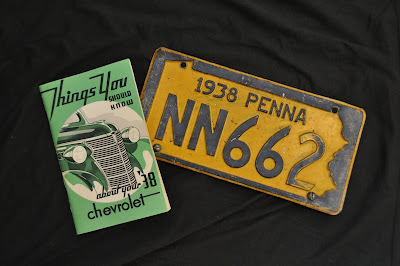 Things You
SHOULD
KNOW
about your '38
chevrolet
1938 PENNA
NN662